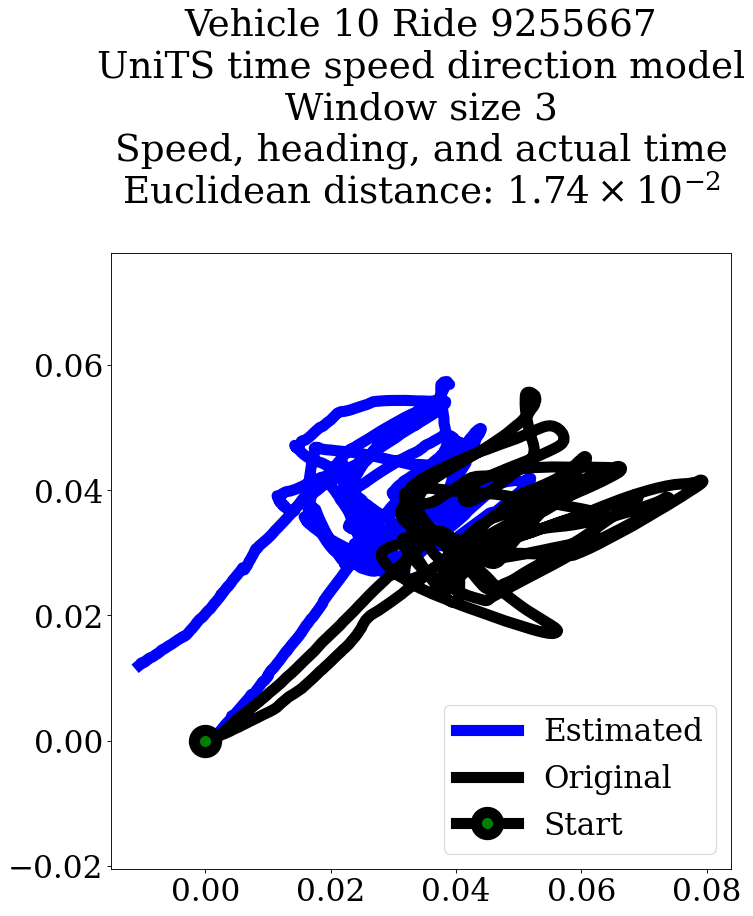 Vehicle 10 Ride 9255667
UniTS time speed direction model
Window size 3
Speed, heading, and actual time
Euclidean distance: 1.74 × 10⁻²
0.06
0.04
0.02
0.00
−0.02
0.00 0.02 0.04 0.06 0.08
Estimated
Original
Start